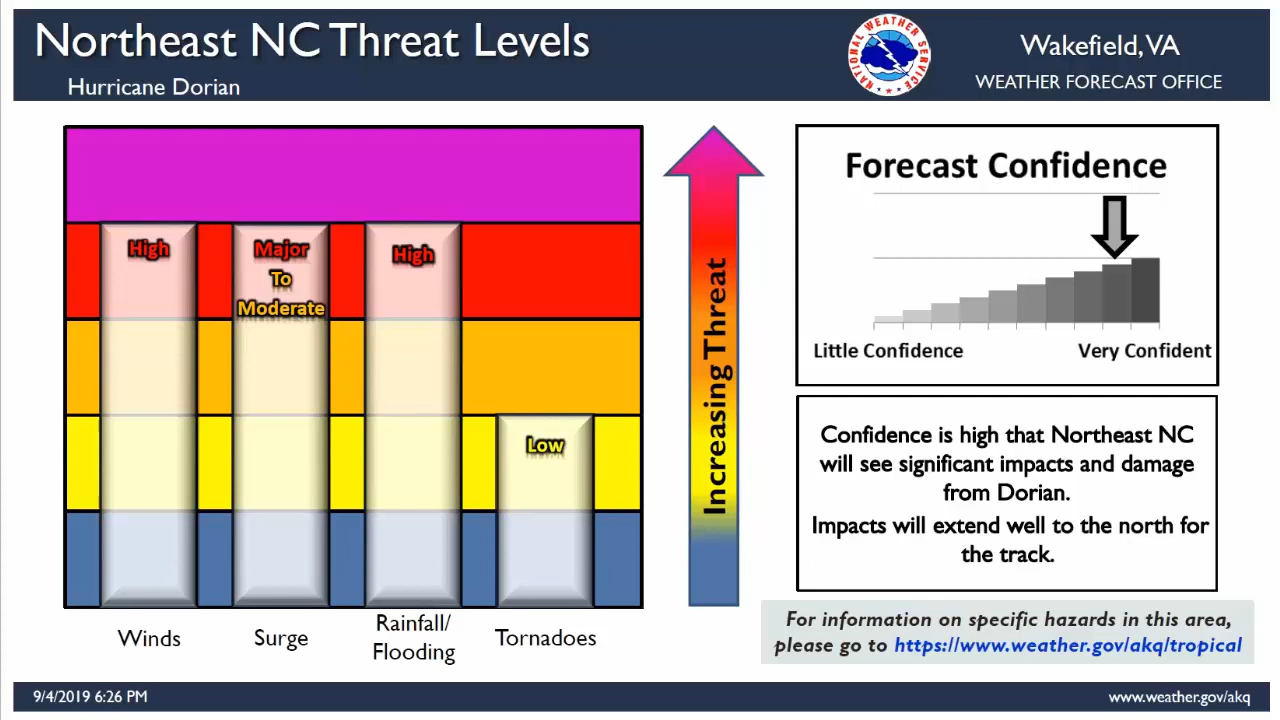 Northeast NC Threat Levels
Hurricane Dorian
NATIONAL WEATHER SERVICE
Wakefield, VA
WEATHER FORECAST OFFICE
High
Major
To
Moderate
High
Low
Winds
Surge
Rainfall/
Flooding
Tornadoes
Increasing Threat
Forecast Confidence
Little Confidence
Very Confident
Confidence is high that Northeast NC
will see significant impacts and damage
from Dorian.
Impacts will extend well to the north for
the track.
For information on specific hazards in this area,
please go to https://www.weather.gov/akq/tropical
9/4/2019 6:26 PM
www.weather.gov/akq